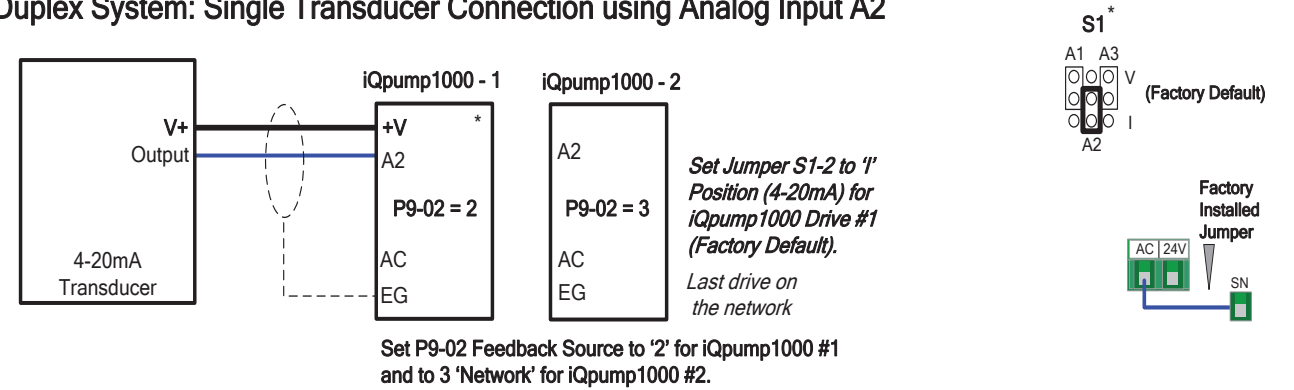 Duplex System: Single Transducer Connection using Analog Input A2
V+
Output
4-20mA
Transducer
iQpump1000 - 1
+V
*
A2
P9-02 = 2
AC
EG
iQpump1000 - 2
A2
P9-02 = 3
AC
EG
Set Jumper S1-2 to 'I'
Position (4-20mA) for
iQpump1000 Drive #1
(Factory Default).
Last drive on
the network
Set P9-02 Feedback Source to '2' for iQpump1000 #1
and to 3 'Network' for iQpump1000 #2.
S1*
A1 A3
V
(Factory Default)
I
A2
Factory
Installed
Jumper
AC 24V
SN